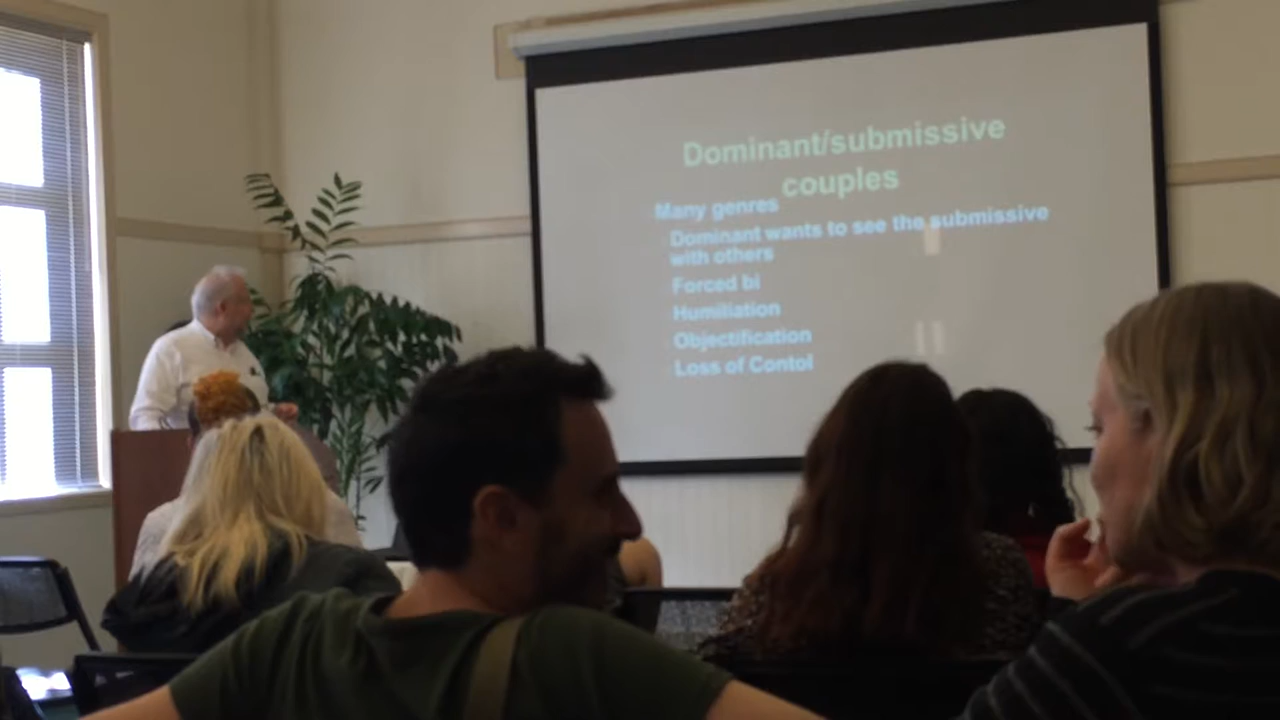 Dominant/submissive
couples
Many genres
Dominant wants to see the submissive
with others
Forced bi
Humiliation
Objectification
Loss of Contol